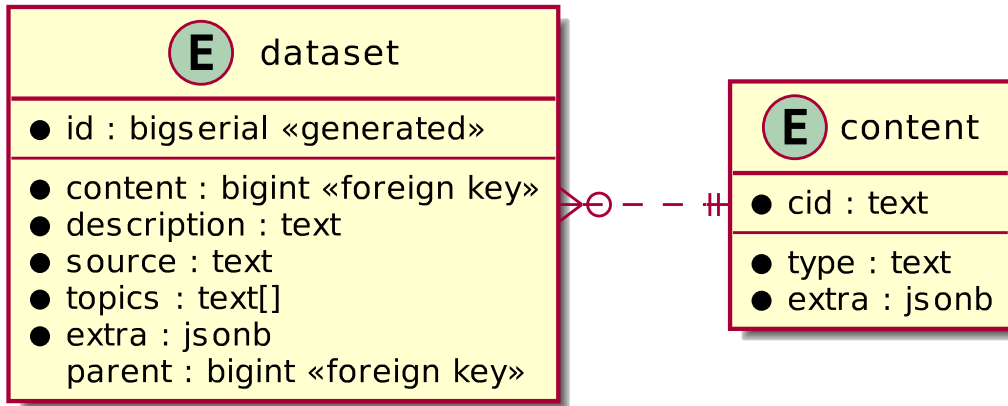 E dataset
● id : bigserial «generated»
● content : bigint «foreign key»
● description : text
● source : text
● topics : text[]
● extra : jsonb
parent : bigint «foreign key»
E content
● cid : text
● type : text
● extra : jsonb